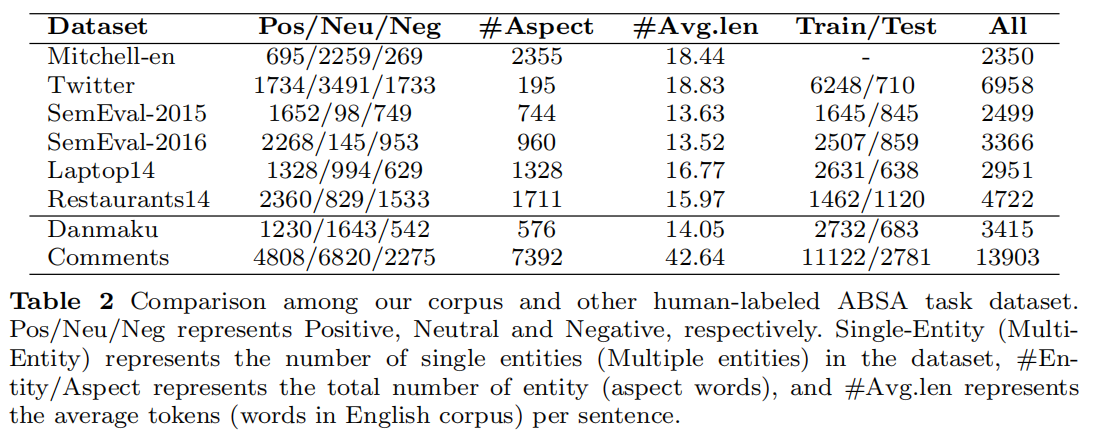 Dataset Pos/Neu/Neg #Aspect #Avg.len Train/Test All
Mitchell-en 695/2259/269 2355 18.44 - 2350
Twitter 1734/3491/1733 195 18.83 6248/710 6958
SemEval-2015 1652/98/749 744 13.63 1645/845 2499
SemEval-2016 2268/145/953 960 13.52 2507/859 3366
Laptop14 1328/994/629 1328 16.77 2631/638 2951
Restaurants14 2360/829/1533 1711 15.97 1462/1120 4722
Danmaku 1230/1643/542 576 14.05 2732/683 3415
Comments 4808/6820/2275 7392 42.64 11122/2781 13903
Table 2 Comparison among our corpus and other human-labeled ABSA task dataset.
Pos/Neu/Neg represents Positive, Neutral and Negative, respectively. Single-Entity (Multi-
Entity) represents the number of single entities (Multiple entities) in the dataset, #En-
tity/Aspect represents the total number of entity (aspect words), and #Avg.len represents
the average tokens (words in English corpus) per sentence.